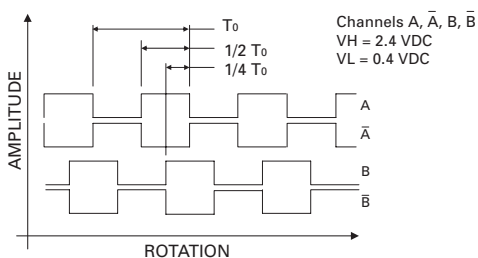 T₀
1/2 T₀
1/4 T₀
Channels A, A̅, B, B̅
VH = 2.4 VDC
VL = 0.4 VDC
AMPLITUDE
A
A̅
B
B̅
ROTATION